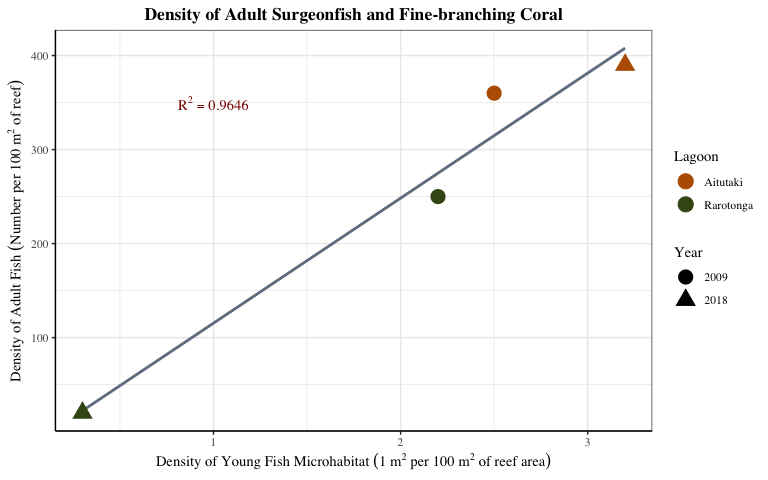 Density of Adult Surgeonfish and Fine-branching Coral
Density of Adult Fish (Number per 100 m² of reef)
400
300
200
100
R² = 0.9646
1
2
3
Density of Young Fish Microhabitat (1 m² per 100 m² of reef area)
Lagoon
Aitutaki
Rarotonga
Year
2009
2018